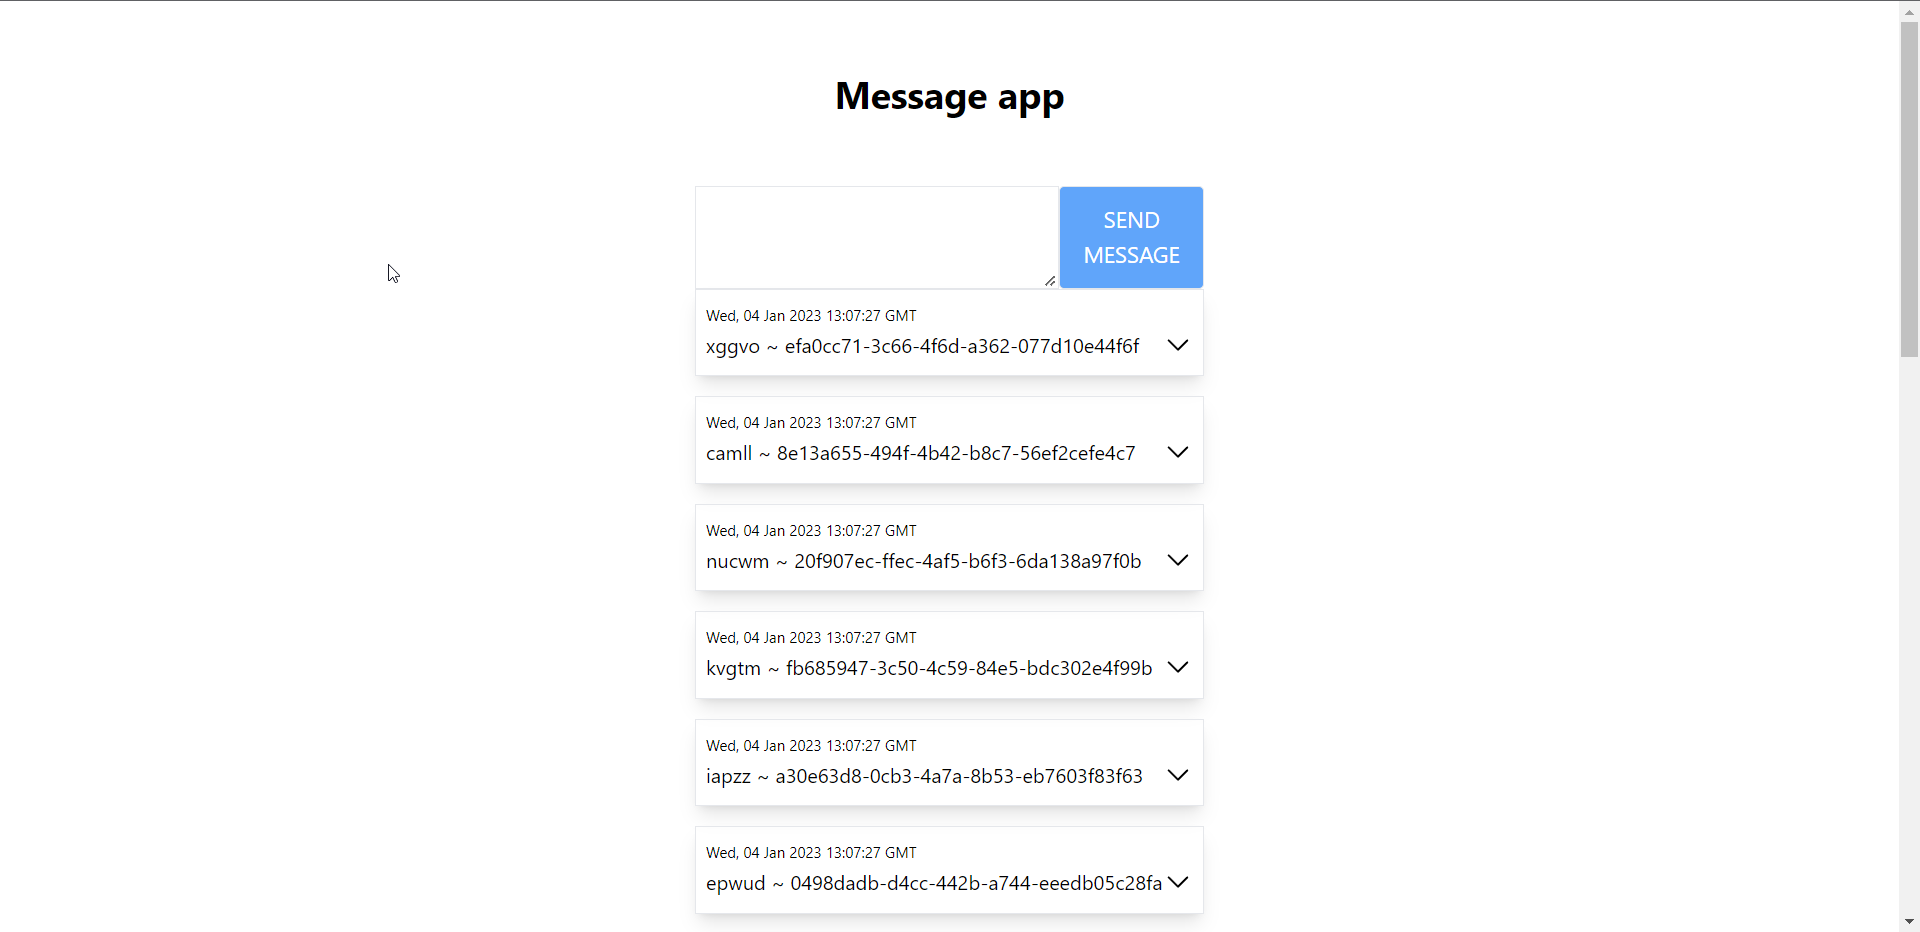 Message app
SEND
MESSAGE
Wed, 04 Jan 2023 13:07:27 GMT
xggvo ~ efa0cc71-3c66-4f6d-a362-077d10e44f6f
Wed, 04 Jan 2023 13:07:27 GMT
camll ~ 8e13a655-494f-4b42-b8c7-56ef2cefe4c7
Wed, 04 Jan 2023 13:07:27 GMT
nucwm ~ 20f907ec-ffec-4af5-b6f3-6da138a97f0b
Wed, 04 Jan 2023 13:07:27 GMT
kvgtm ~ fb685947-3c50-4c59-84e5-bdc302e4f99b
Wed, 04 Jan 2023 13:07:27 GMT
iapzz ~ a30e63d8-0cb3-4a7a-8b53-eb7603f83f63
Wed, 04 Jan 2023 13:07:27 GMT
epwud ~ 0498dadb-d4cc-442b-a744-eeedb05c28fa